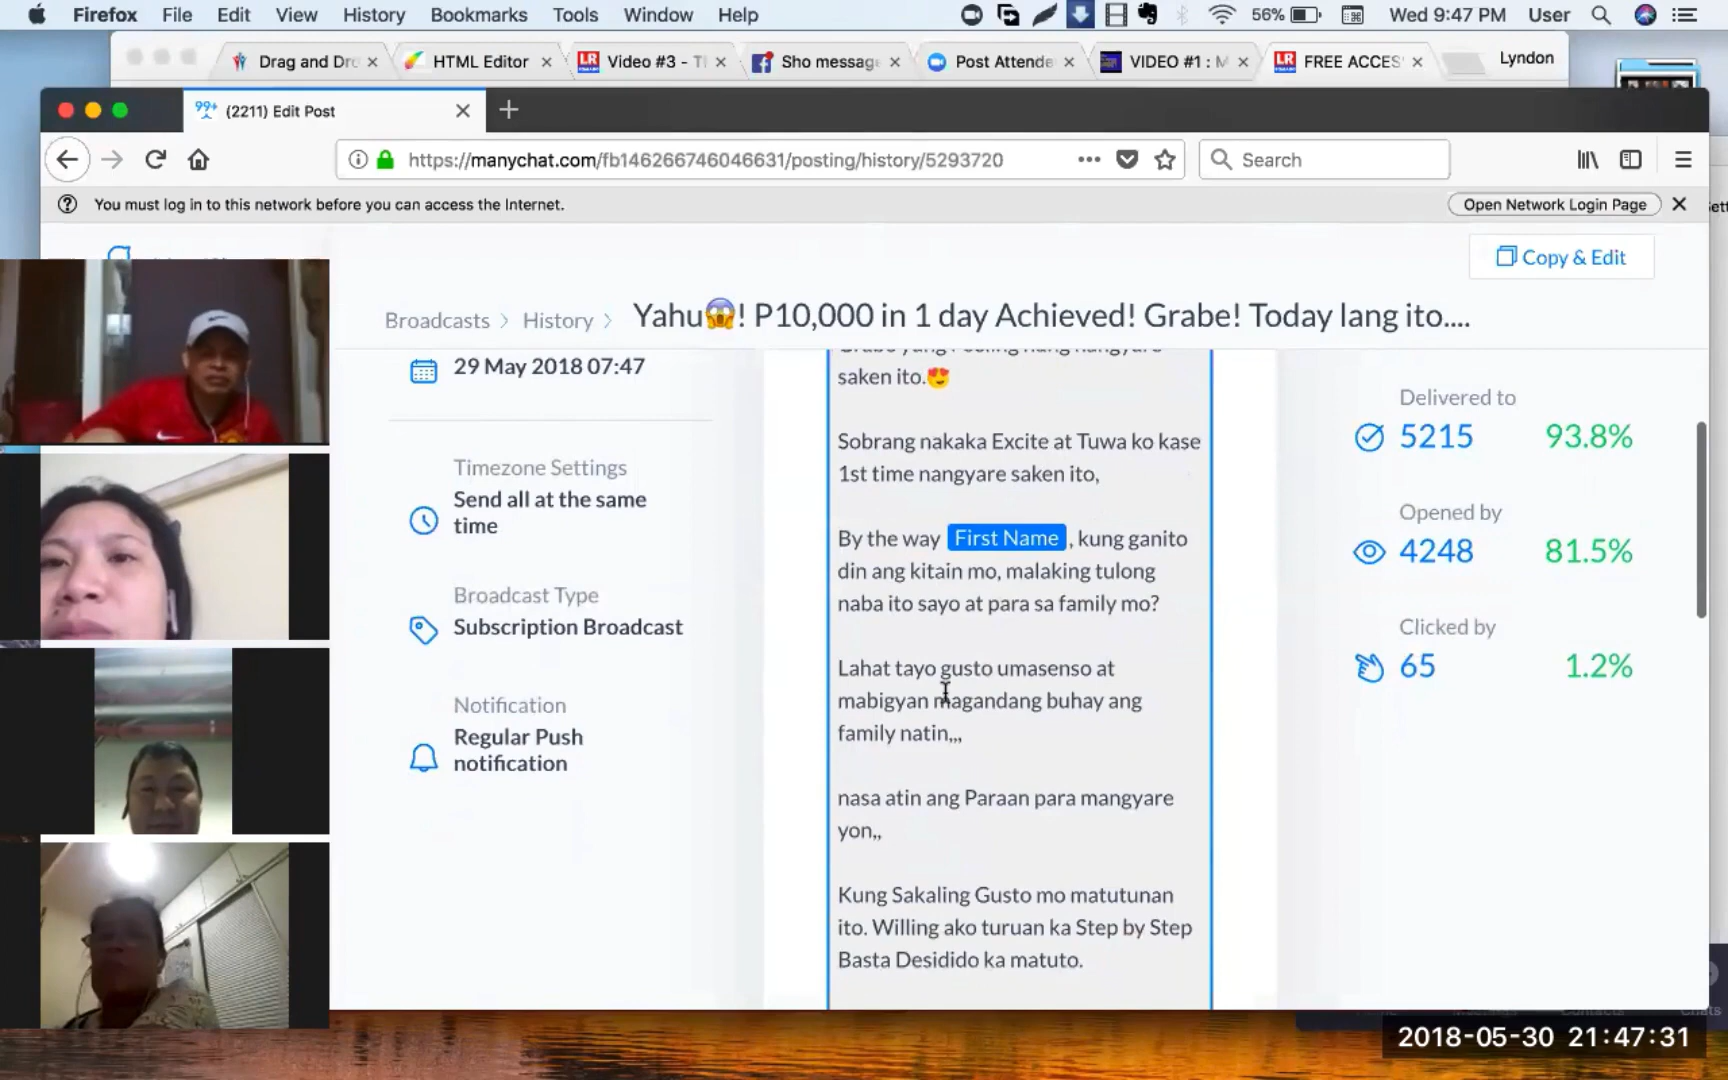 Firefox File Edit View History Bookmarks Tools Window Help 56% Wed 9:47 PM User
Drag and Dro HTML Editor LR Video #3 - T Sho message Post Attende VIDEO #1 : M LR FREE ACCES Lyndon
99+ (2211) Edit Post
https://manychat.com/fb146266746046631/posting/history/5293720 Search
You must log in to this network before you can access the Internet. Open Network Login Page
Copy & Edit
Broadcasts History Yahu😱! P10,000 in 1 day Achieved! Grabe! Today lang ito....
29 May 2018 07:47
Timezone Settings
Send all at the same
time
Broadcast Type
Subscription Broadcast
Notification
Regular Push
notification
saken ito.😍
Sobrang nakaka Excite at Tuwa ko kase
1st time nangyare saken ito,
By the way First Name , kung ganito
din ang kitain mo, malaking tulong
naba ito sayo at para sa family mo?
Lahat tayo gusto umasenso at
mabigyan magandang buhay ang
family natin,,,
nasa atin ang Paraan para mangyare
yon,,
Kung Sakaling Gusto mo matutunan
ito. Willing ako turuan ka Step by Step
Basta Desidido ka matuto.
Delivered to
5215 93.8%
Opened by
4248 81.5%
Clicked by
65 1.2%
2018-05-30 21:47:31